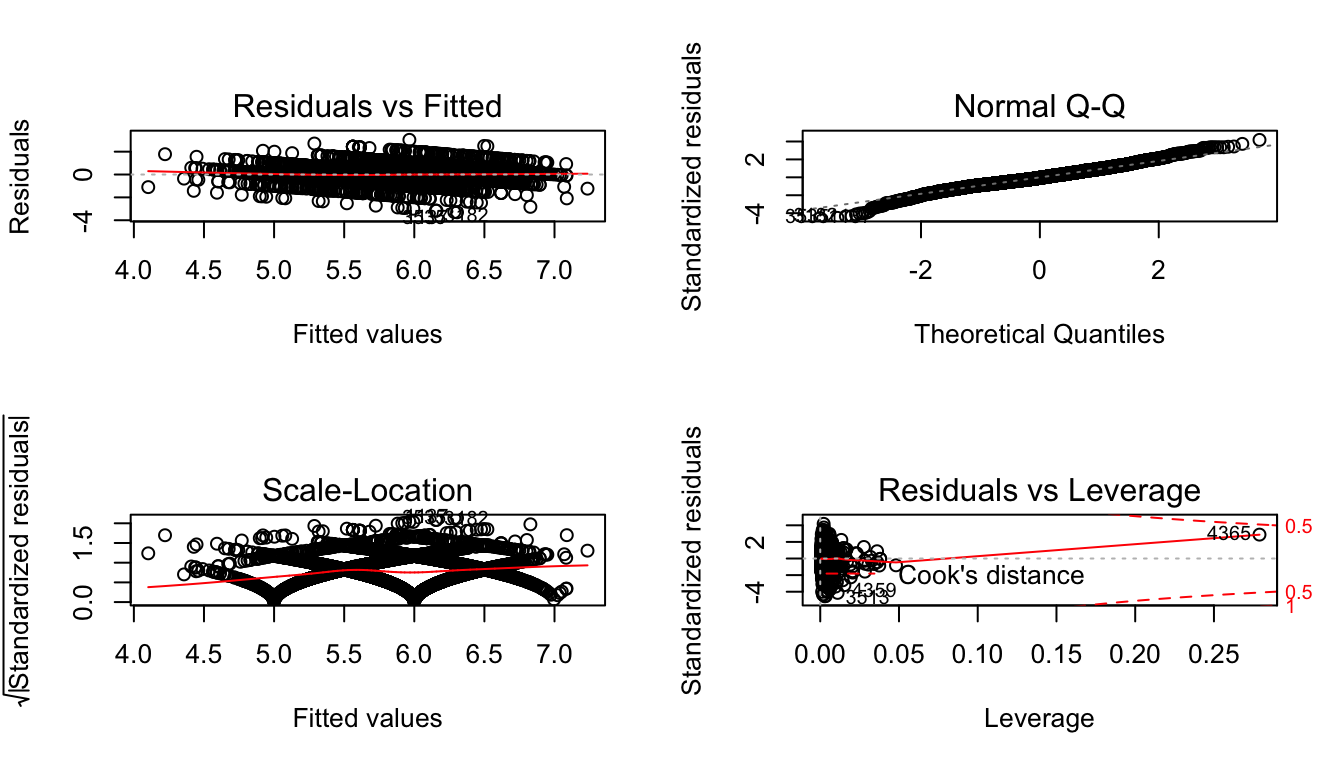 Residuals vs Fitted
Residuals
0
-4
4.0 4.5 5.0 5.5 6.0 6.5 7.0
Fitted values
Normal Q-Q
Standardized residuals
2
-4
-2 0 2
Theoretical Quantiles
Scale-Location
√|Standardized residuals|
1.5
0.0
4.0 4.5 5.0 5.5 6.0 6.5 7.0
Fitted values
Residuals vs Leverage
Standardized residuals
2
-4
4365
0.5
Cook's distance
4359
3513
0.5
1
0.00 0.05 0.10 0.15 0.20 0.25
Leverage